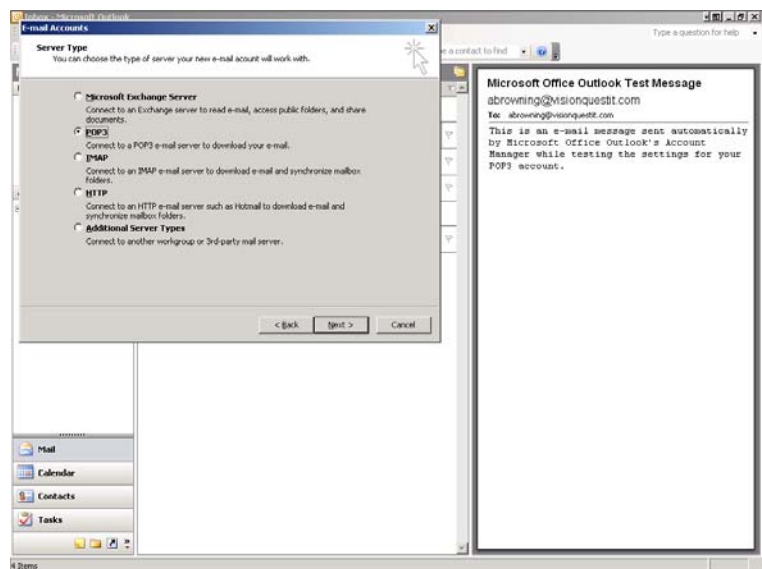 Inbox - Microsoft Outlook
E-mail Accounts
Type a question for help
Server Type
You can choose the type of server your new e-mail acount will work with.
a contact to find
Microsoft Exchange Server
Connect to an Exchange server to read e-mail, access public folders, and share
documents.
POP3
Connect to a POP3 e-mail server to download your e-mail.
IMAP
Connect to an IMAP e-mail server to download e-mail and synchronize mailbox
folders.
HTTP
Connect to an HTTP e-mail server such as Hotmail to download e-mail and
synchronize mailbox folders.
Additional Server Types
Connect to another workgroup or 3rd-party mail server.
< Back Next > Cancel
Microsoft Office Outlook Test Message
abrowning@visionquestit.com
To: abrowning@visionquestit.com
This is an e-mail message sent automatically
by Microsoft Office Outlook's Account
Manager while testing the settings for your
POP3 account.
Mail
Calendar
Contacts
Tasks
4 Items